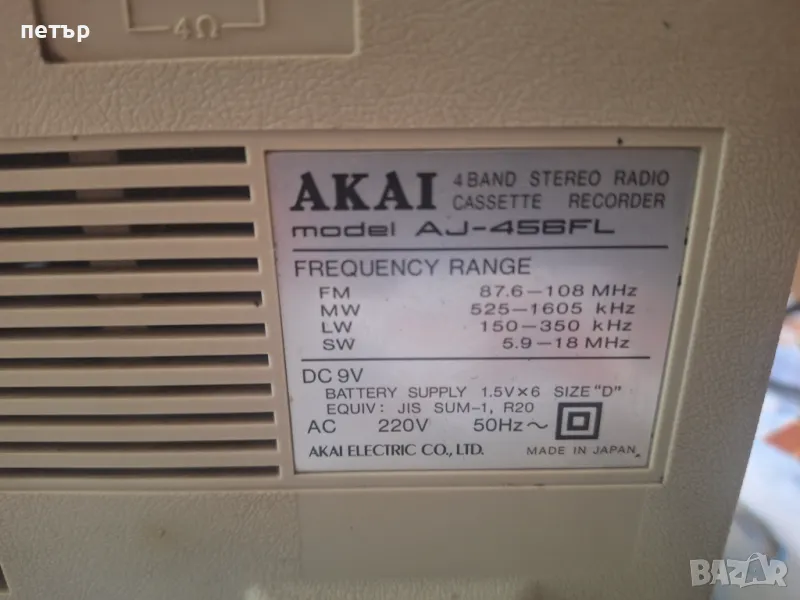 петър
4Ω
AKAI 4 BAND STEREO RADIO
CASSETTE RECORDER
model AJ-456FL
FREQUENCY RANGE
FM 87.6–108 MHz
MW 525–1605 kHz
LW 150–350 kHz
SW 5.9–18 MHz
DC 9V
BATTERY SUPPLY 1.5V×6 SIZE "D"
EQUIV: JIS SUM-1, R20
AC 220V 50Hz～
AKAI ELECTRIC CO., LTD. MADE IN JAPAN
BAZAR